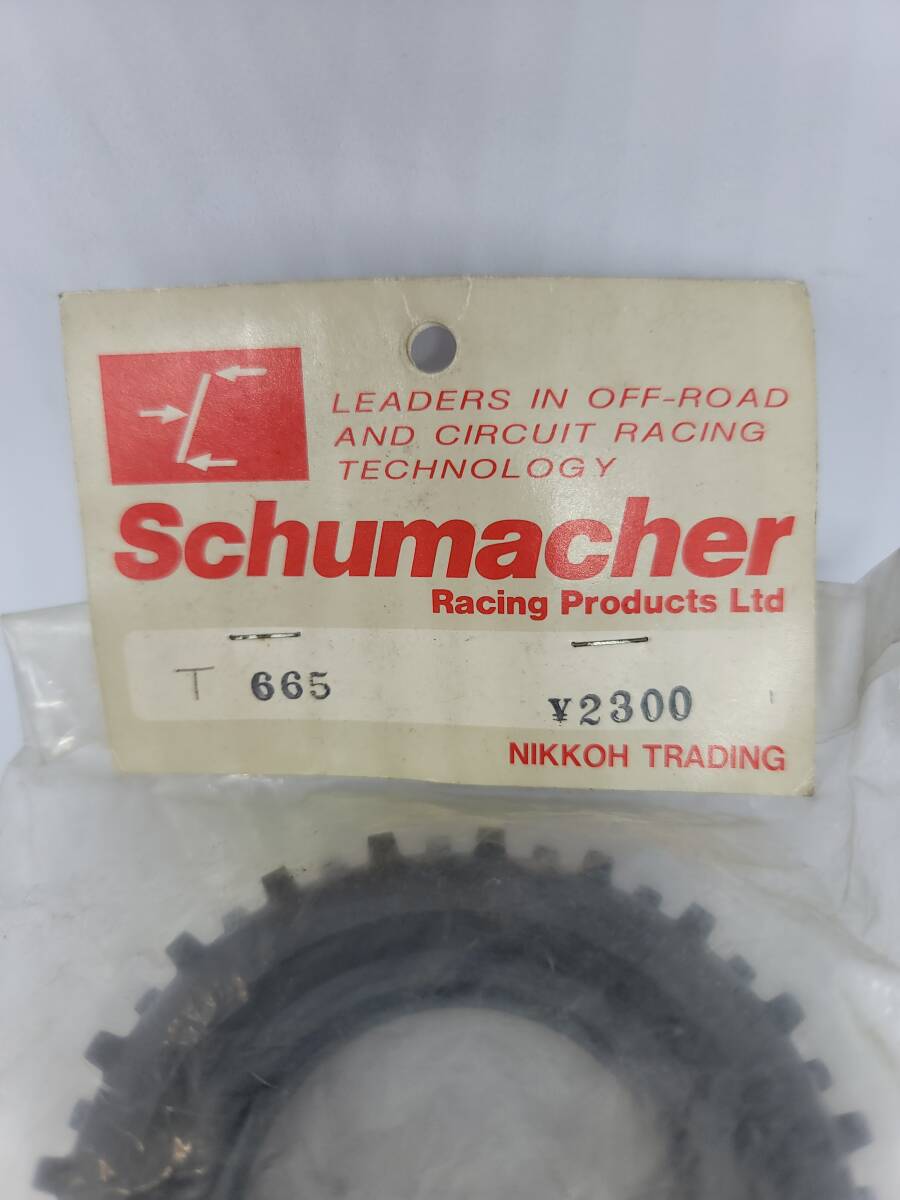 LEADERS IN OFF-ROAD
AND CIRCUIT RACING
TECHNOLOGY
Schumacher
Racing Products Ltd
T 665
¥2300
NIKKOH TRADING